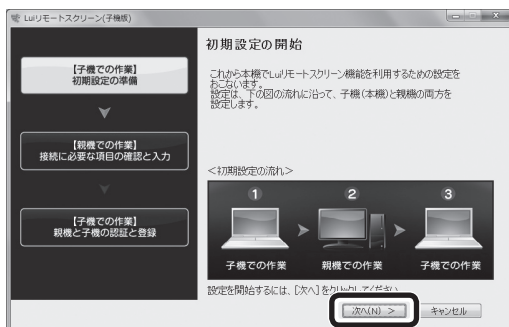 Luiリモートスクリーン(子機版)
初期設定の開始
【子機での作業】
初期設定の準備
これから本機でLuiリモートスクリーン機能を利用するための設定を
おこないます。
設定は、下の図の流れに沿って、子機(本機)と親機の両方を
設定します。
【親機での作業】
接続に必要な項目の確認と入力
【子機での作業】
親機と子機の認証と登録
<初期設定の流れ>
1 2 3
子機での作業 親機での作業 子機での作業
設定を開始するには、[次へ]をクリックしてください
次へ(N) >
キャンセル